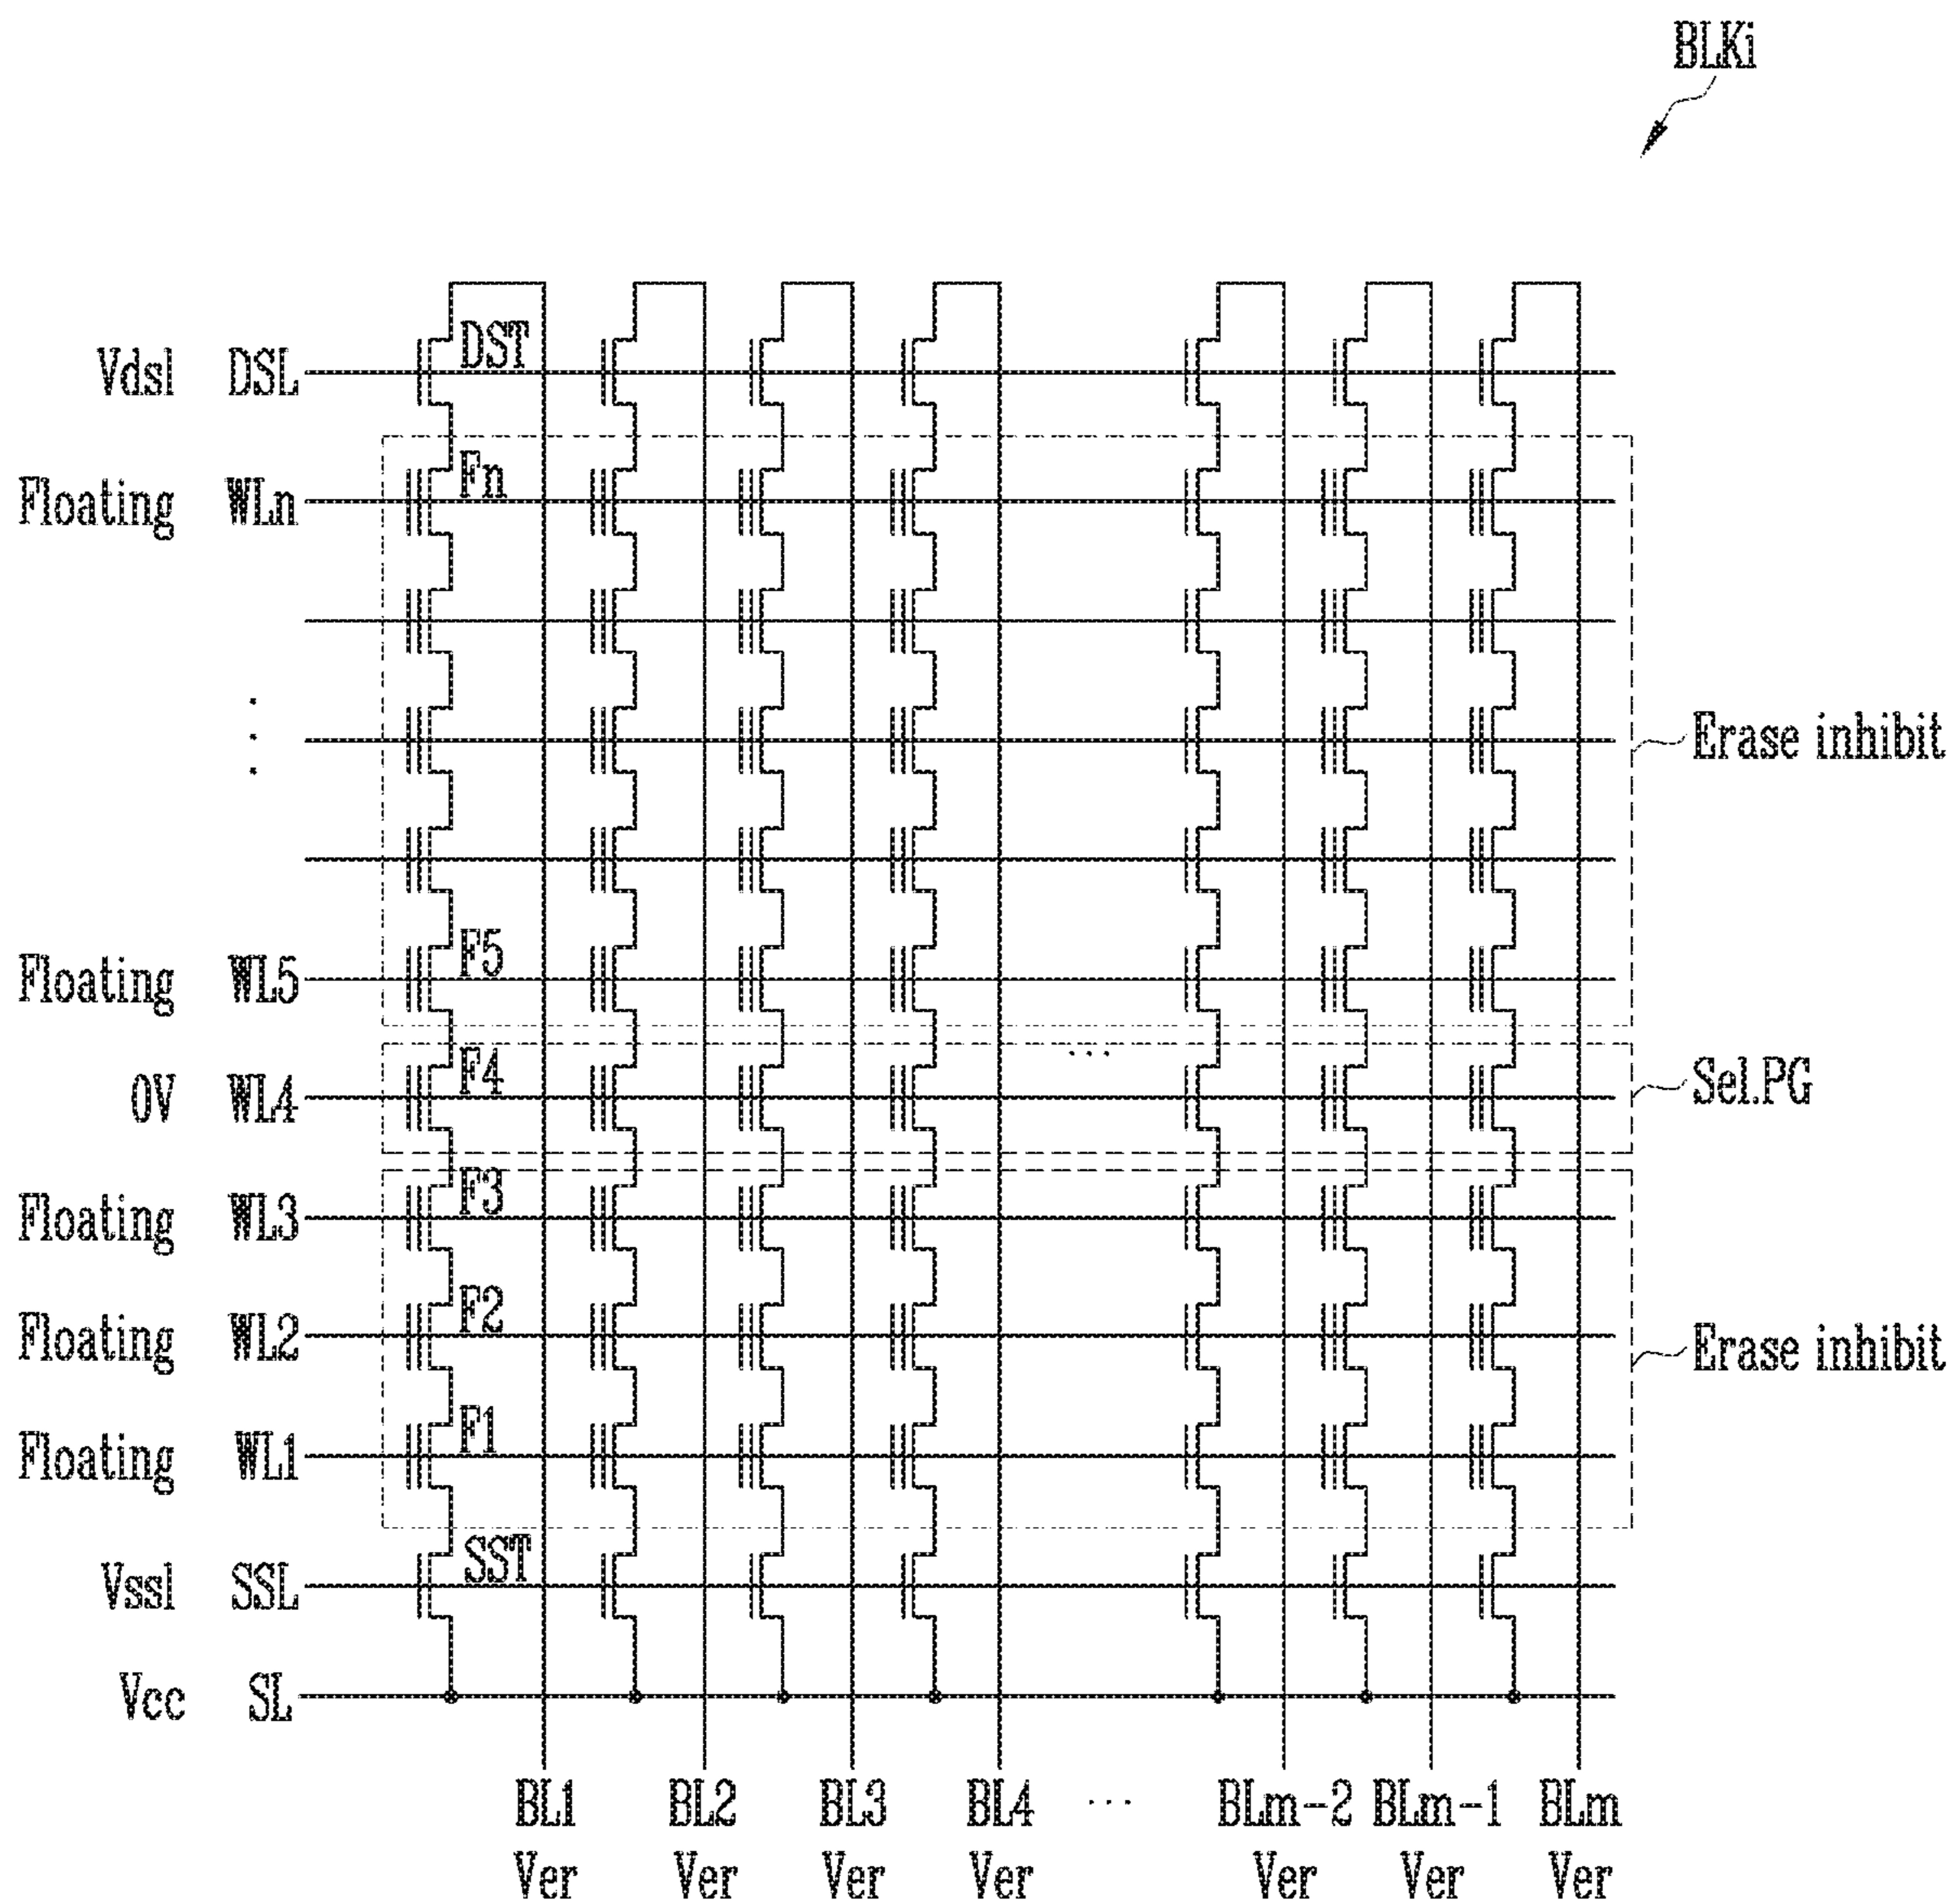 BLKi
Vdsl DSL DST
Floating WLn Fn
⋮ Erase inhibit
Floating WL5 F5
...
0V WL4 F4 Sel.PG
Floating WL3 F3
Floating WL2 F2 Erase inhibit
Floating WL1 F1
Vssl SSL SST
Vcc SL
BL1 BL2 BL3 BL4 ... BLm-2 BLm-1 BLm
Ver Ver Ver Ver Ver Ver Ver